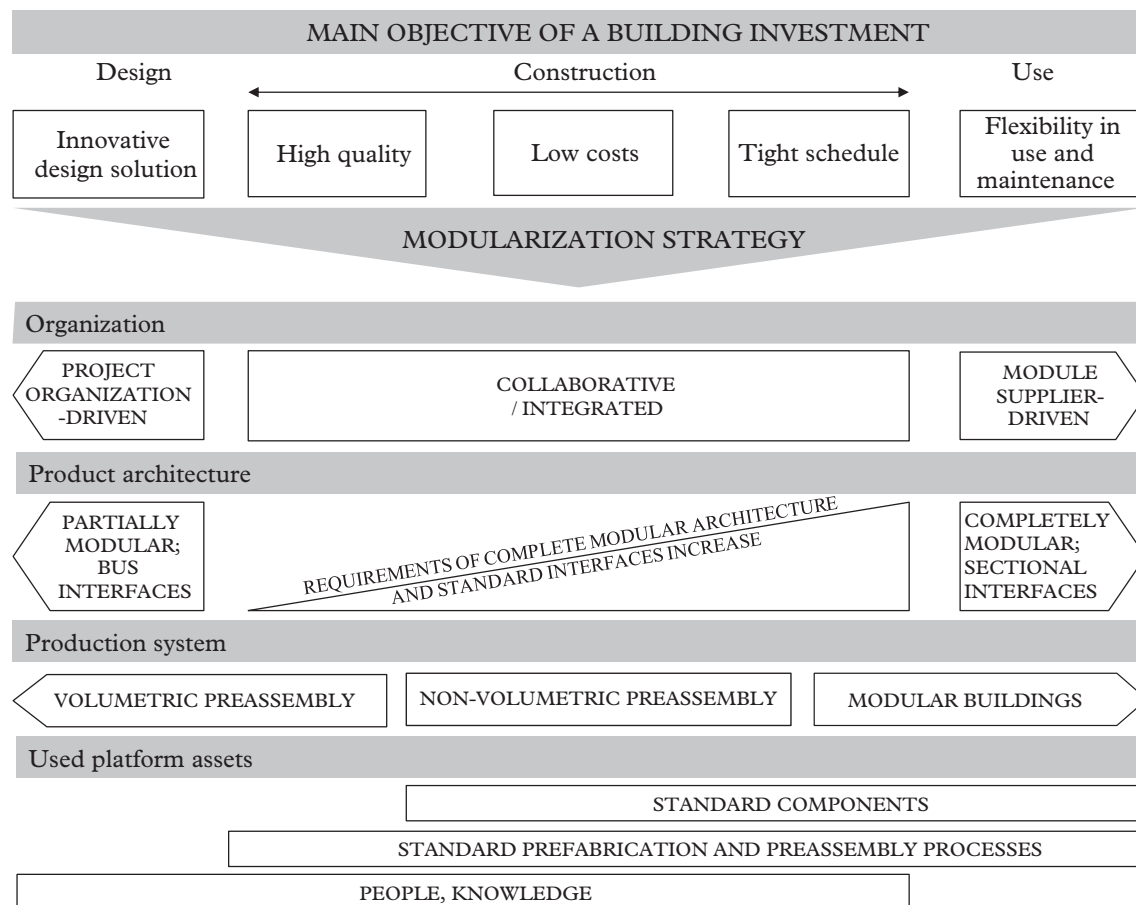 MAIN OBJECTIVE OF A BUILDING INVESTMENT
Design
Construction
Use
Innovative
design solution
High quality
Low costs
Tight schedule
Flexibility in
use and
maintenance
MODULARIZATION STRATEGY
Organization
PROJECT
ORGANIZATION
-DRIVEN
COLLABORATIVE
/ INTEGRATED
MODULE
SUPPLIER-
DRIVEN
Product architecture
PARTIALLY
MODULAR;
BUS
INTERFACES
REQUIREMENTS OF COMPLETE MODULAR ARCHITECTURE
AND STANDARD INTERFACES INCREASE
COMPLETELY
MODULAR;
SECTIONAL
INTERFACES
Production system
VOLUMETRIC PREASSEMBLY
NON-VOLUMETRIC PREASSEMBLY
MODULAR BUILDINGS
Used platform assets
STANDARD COMPONENTS
STANDARD PREFABRICATION AND PREASSEMBLY PROCESSES
PEOPLE, KNOWLEDGE